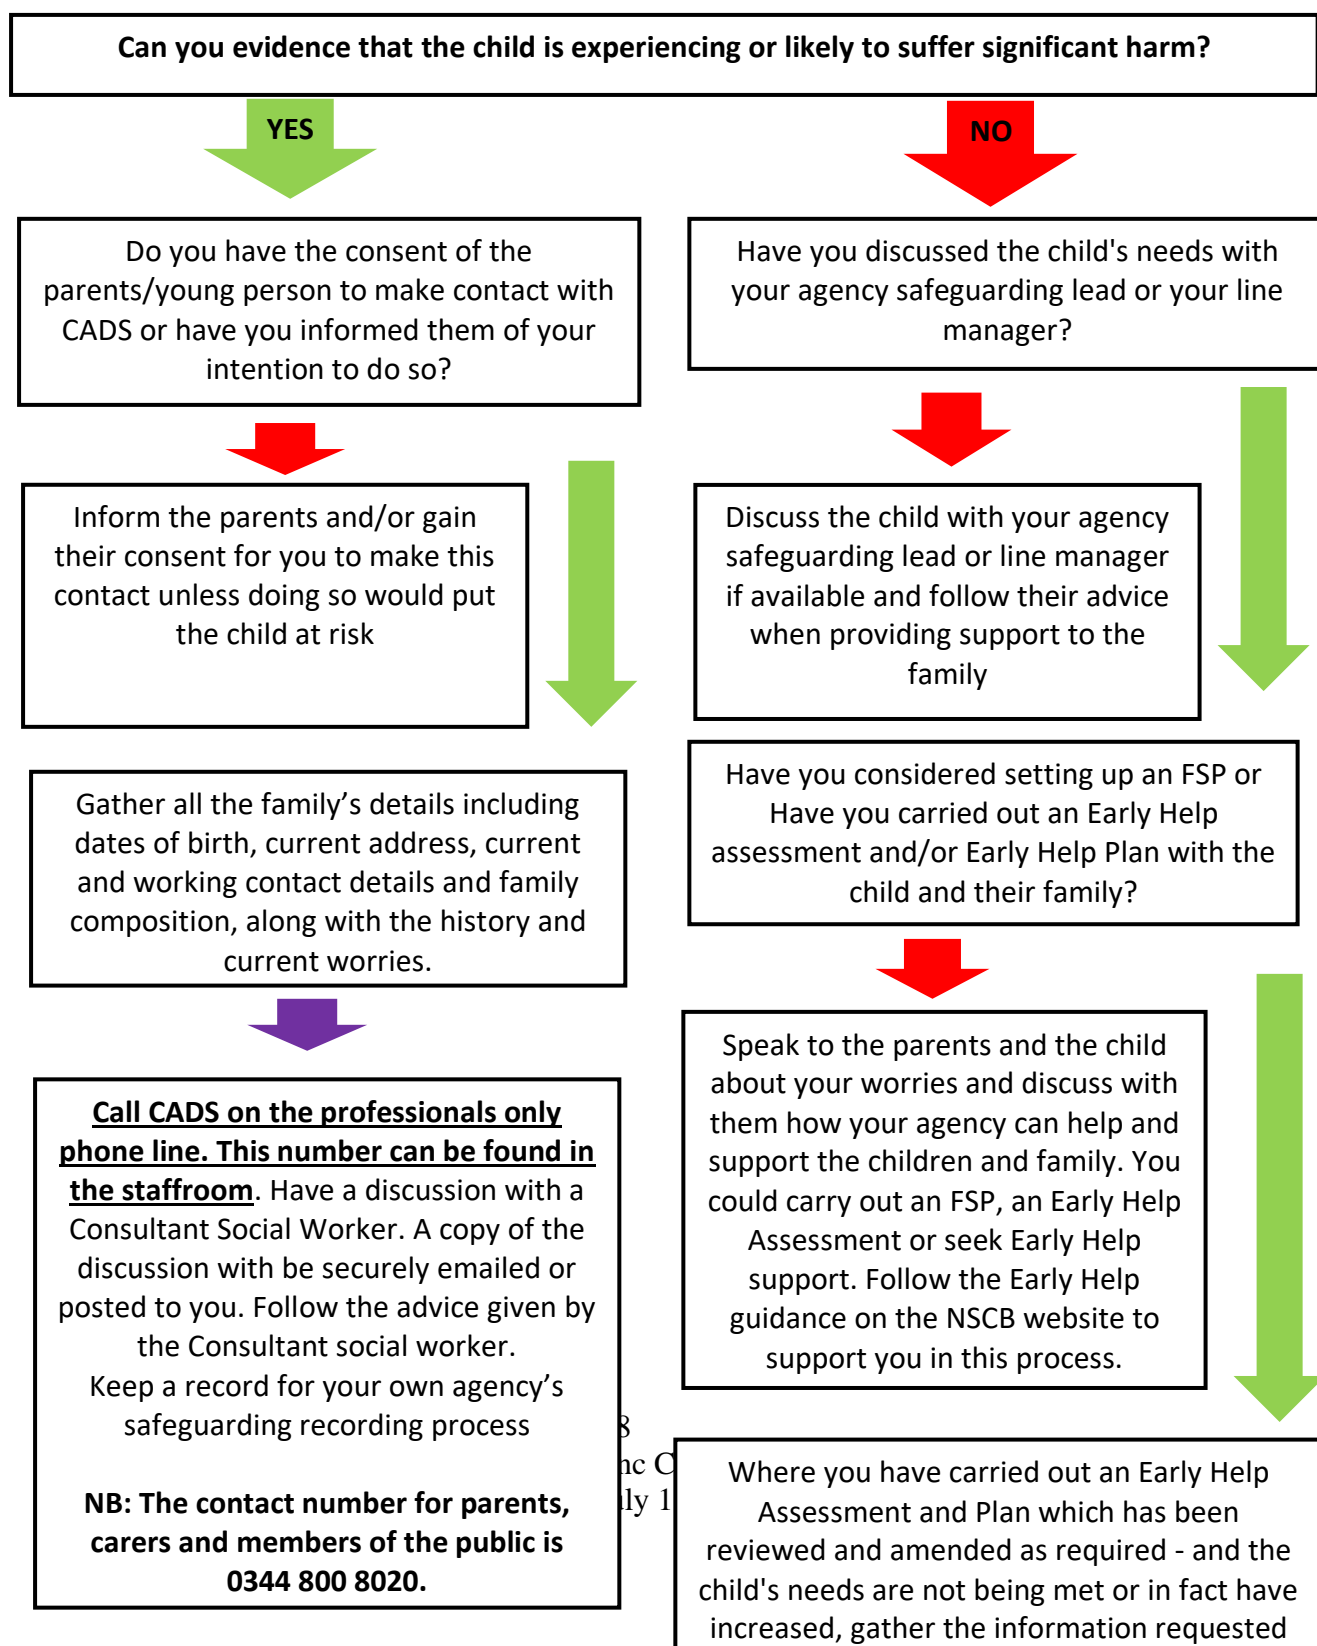 Can you evidence that the child is experiencing or likely to suffer significant harm?
YES
NO
Do you have the consent of the
parents/young person to make contact with
CADS or have you informed them of your
intention to do so?
Have you discussed the child's needs with
your agency safeguarding lead or your line
manager?
Inform the parents and/or gain
their consent for you to make this
contact unless doing so would put
the child at risk
Discuss the child with your agency
safeguarding lead or line manager
if available and follow their advice
when providing support to the
family
Gather all the family’s details including
dates of birth, current address, current
and working contact details and family
composition, along with the history and
current worries.
Have you considered setting up an FSP or
Have you carried out an Early Help
assessment and/or Early Help Plan with the
child and their family?
Call CADS on the professionals only
phone line. This number can be found in
the staffroom. Have a discussion with a
Consultant Social Worker. A copy of the
discussion with be securely emailed or
posted to you. Follow the advice given by
the Consultant social worker.
Keep a record for your own agency’s
safeguarding recording process
NB: The contact number for parents,
carers and members of the public is
0344 800 8020.
Speak to the parents and the child
about your worries and discuss with
them how your agency can help and
support the children and family. You
could carry out an FSP, an Early Help
Assessment or seek Early Help
support. Follow the Early Help
guidance on the NSCB website to
support you in this process.
8
Where you have carried out an Early Help
Assessment and Plan which has been
reviewed and amended as required - and the
child's needs are not being met or in fact have
increased, gather the information requested